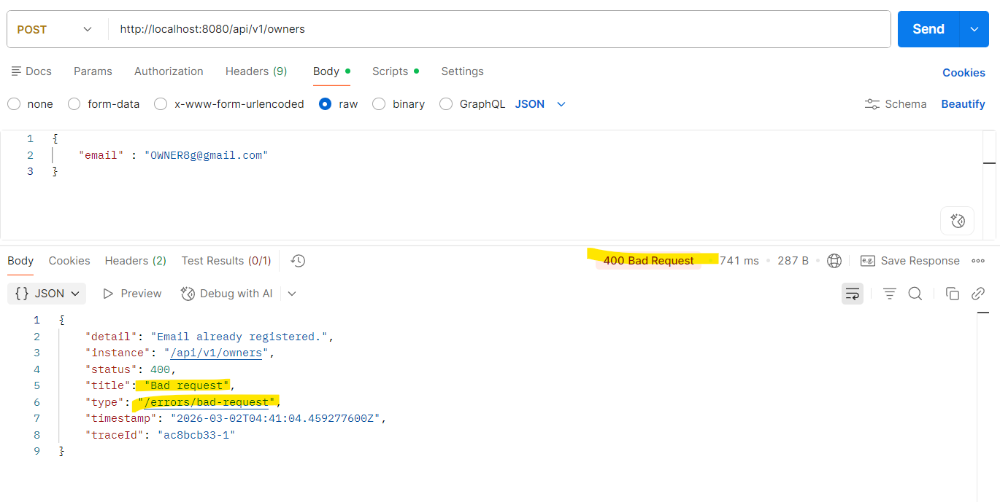 POST http://localhost:8080/api/v1/owners Send
Docs Params Authorization Headers (9) Body Scripts Settings Cookies
none form-data x-www-form-urlencoded raw binary GraphQL JSON Schema Beautify
1 {
2 "email" : "OWNER8g@gmail.com"
3 }
Body Cookies Headers (2) Test Results (0/1) 400 Bad Request 741 ms 287 B e.g. Save Response
{} JSON Preview Debug with AI
1 {
2 "detail": "Email already registered.",
3 "instance": "/api/v1/owners",
4 "status": 400,
5 "title": "Bad request",
6 "type": "/errors/bad-request",
7 "timestamp": "2026-03-02T04:41:04.459277600Z",
8 "traceId": "ac8bcb33-1"
9 }